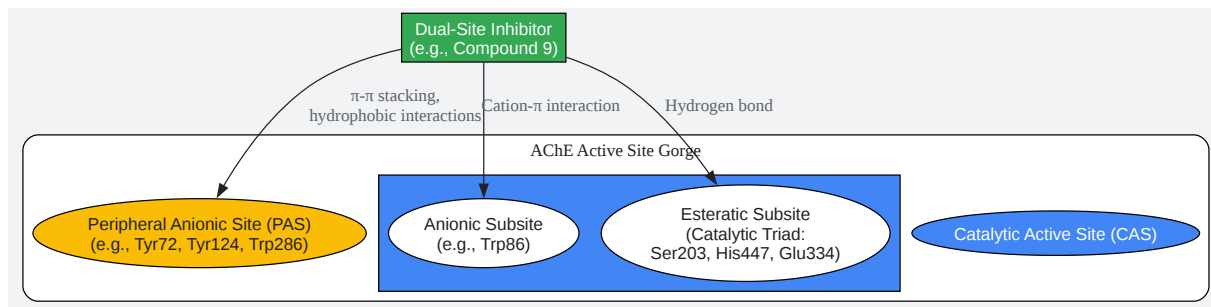 Dual-Site Inhibitor
(e.g., Compound 9)
π-π stacking,
hydrophobic interactions
Cation-π interaction
Hydrogen bond
AChE Active Site Gorge
Peripheral Anionic Site (PAS)
(e.g., Tyr72, Tyr124, Trp286)
Anionic Subsite
(e.g., Trp86)
Esteratic Subsite
(Catalytic Triad:
Ser203, His447, Glu334)
Catalytic Active Site (CAS)